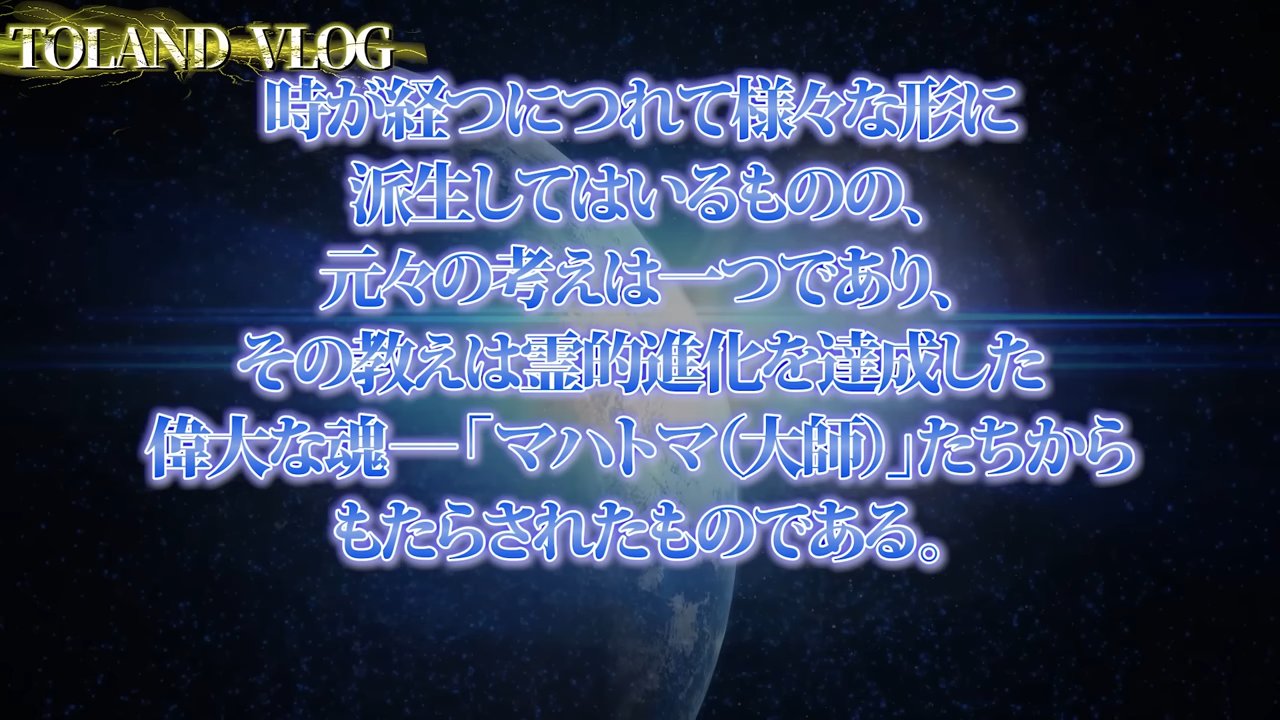 TOLAND VLOG
時が経つにつれて様々な形に
派生してはいるものの、
元々の考えは一つであり、
その教えは霊的進化を達成した
偉大な魂―「マハトマ(大師)」たちから
もたらされたものである。